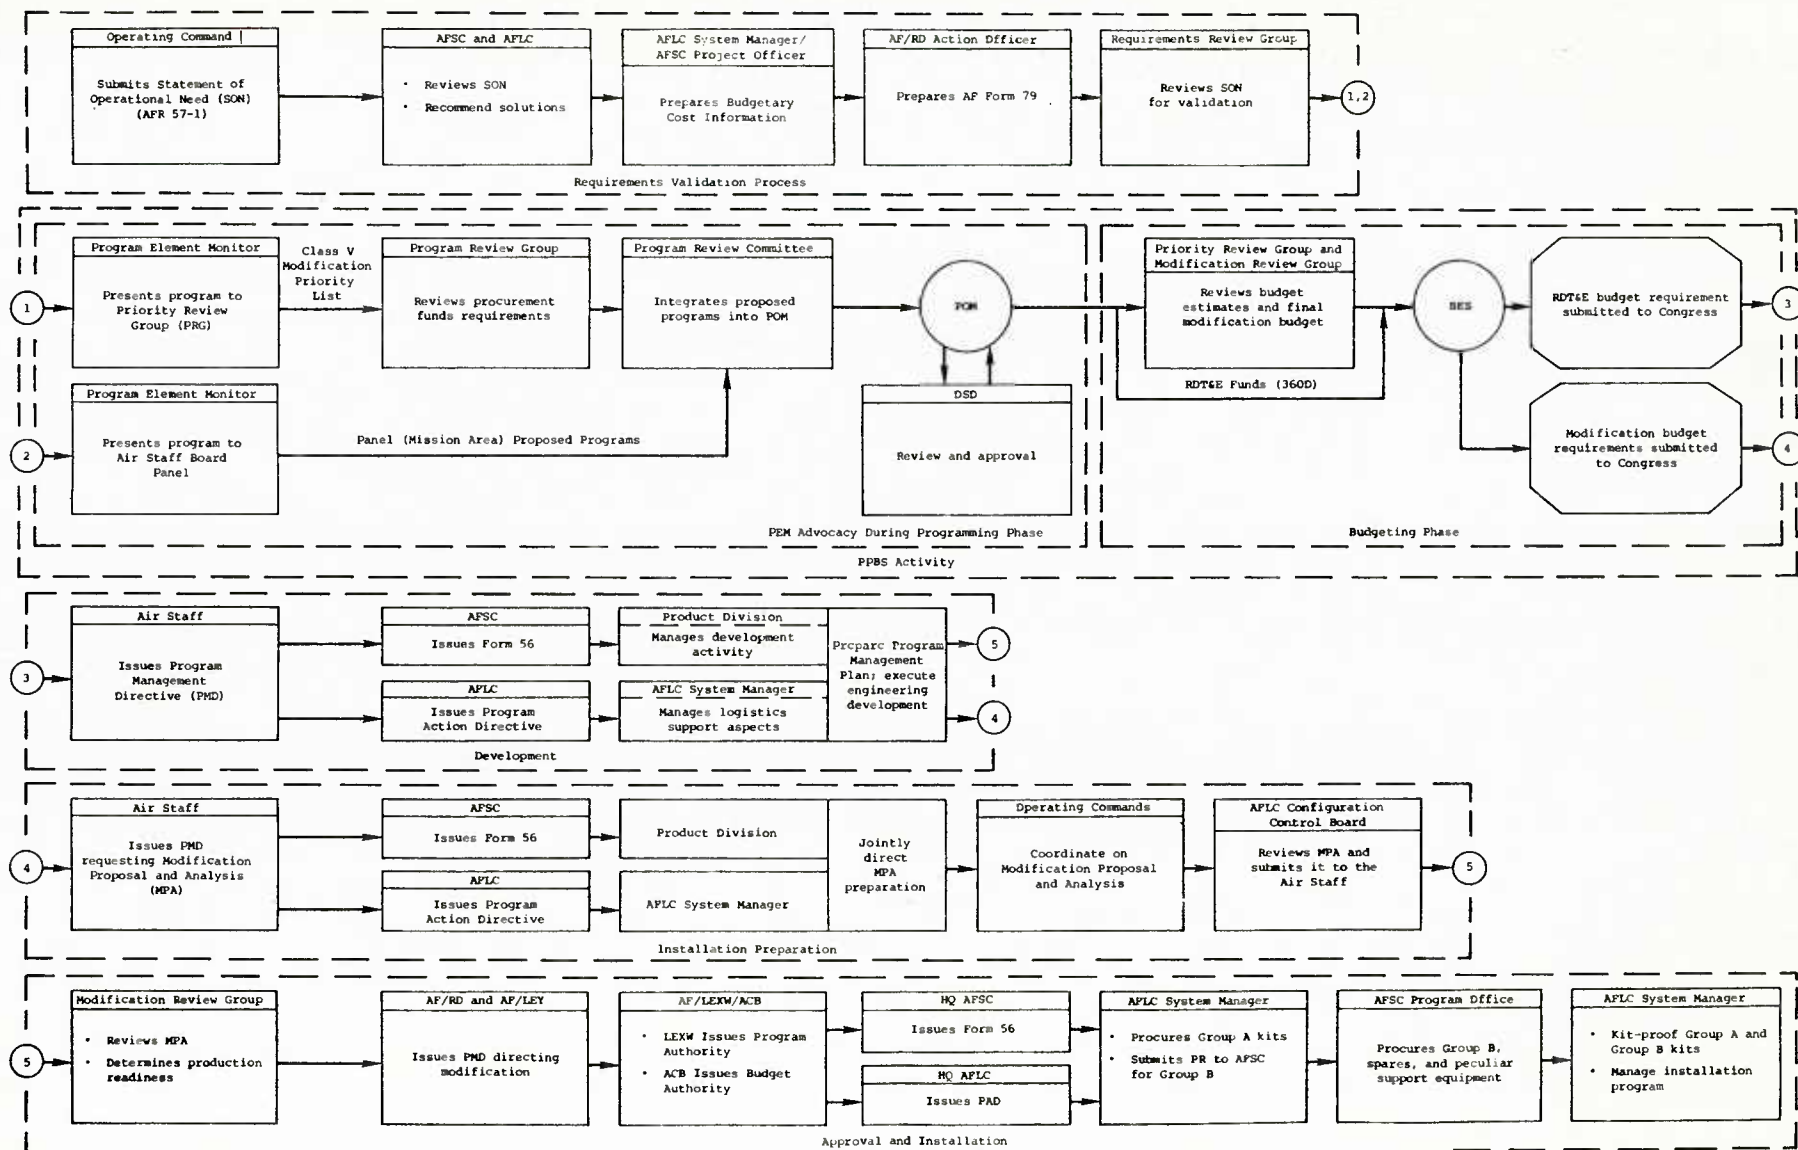 Operating Command
Submits Statement of
Operational Need (SON)
(AFR 57-1)
AFSC and AFLC
• Reviews SON
• Recommend solutions
AFLC System Manager/
AFSC Project Officer
Prepares Budgetary
Cost Information
AF/RD Action Officer
Prepares AF Form 79
Requirements Review Group
Reviews SON
for validation
1,2
Requirements Validation Process
1
Program Element Monitor
Presents program to
Priority Review
Group (PRG)
Class V
Modification
Priority
List
Program Review Group
Reviews procurement
funds requirements
Program Review Committee
Integrates proposed
programs into POM
POM
DSD
Review and approval
2
Program Element Monitor
Presents program to
Air Staff Board
Panel
Panel (Mission Area) Proposed Programs
PEM Advocacy During Programming Phase
Priority Review Group and
Modification Review Group
Reviews budget
estimates and final
modification budget
RDT&E Funds (360D)
BES
RDT&E budget requirement
submitted to Congress
3
Modification budget
requirements submitted
to Congress
4
Budgeting Phase
PPBS Activity
3
Air Staff
Issues Program
Management
Directive (PMD)
AFSC
Issues Form 56
AFLC
Issues Program
Action Directive
Product Division
Manages development
activity
AFLC System Manager
Manages logistics
support aspects
Prepare Program
Management
Plan; execute
engineering
development
5
4
Development
4
Air Staff
Issues PMD
requesting Modification
Proposal and Analysis
(MPA)
AFSC
Issues Form 56
AFLC
Issues Program
Action Directive
Product Division
AFLC System Manager
Jointly
direct
MPA
preparation
Operating Commands
Coordinate on
Modification Proposal
and Analysis
AFLC Configuration
Control Board
Reviews MPA and
submits it to the
Air Staff
5
Installation Preparation
5
Modification Review Group
• Reviews MPA
• Determines production
readiness
AF/RD and AF/LEY
Issues PMD directing
modification
AF/LEXW/ACB
• LEXW Issues Program
Authority
• ACB Issues Budget
Authority
HQ AFSC
Issues Form 56
HQ AFLC
Issues PAD
AFLC System Manager
• Procures Group A kits
• Submits PR to AFSC
for Group B
AFSC Program Office
Procures Group B,
spares, and peculiar
support equipment
AFLC System Manager
• Kit-proof Group A and
Group B kits
• Manage installation
program
Approval and Installation